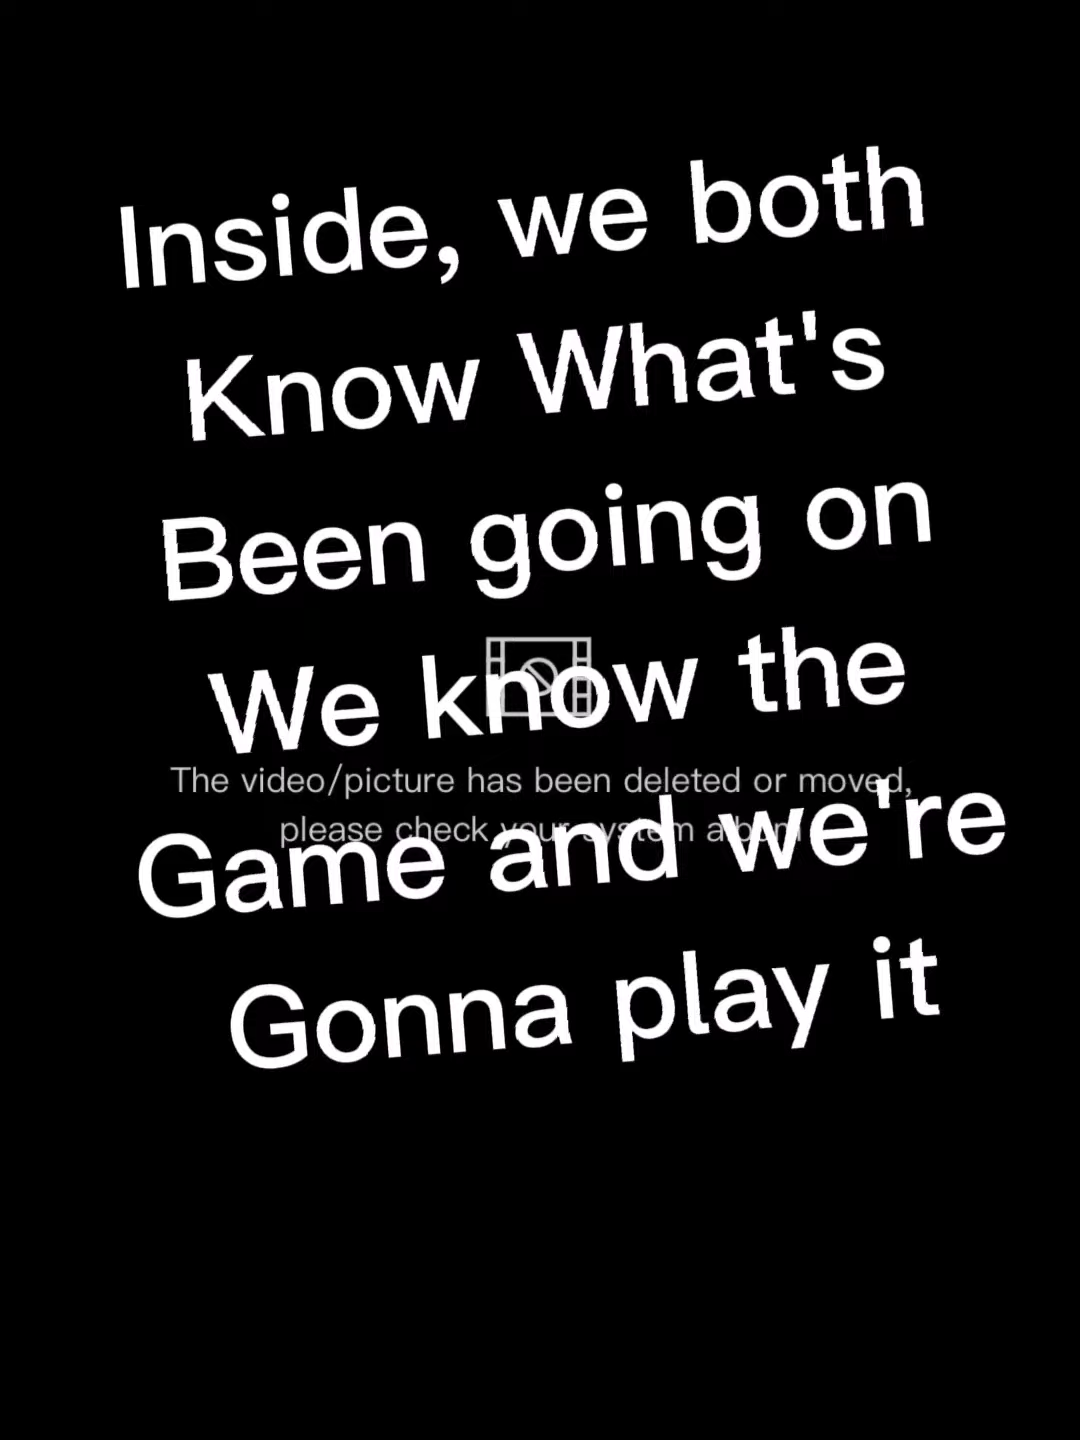 Inside, we both
Know What's
Been going on
We know the
The video/picture has been deleted or moved,
please check your system album
Game and we're
Gonna play it